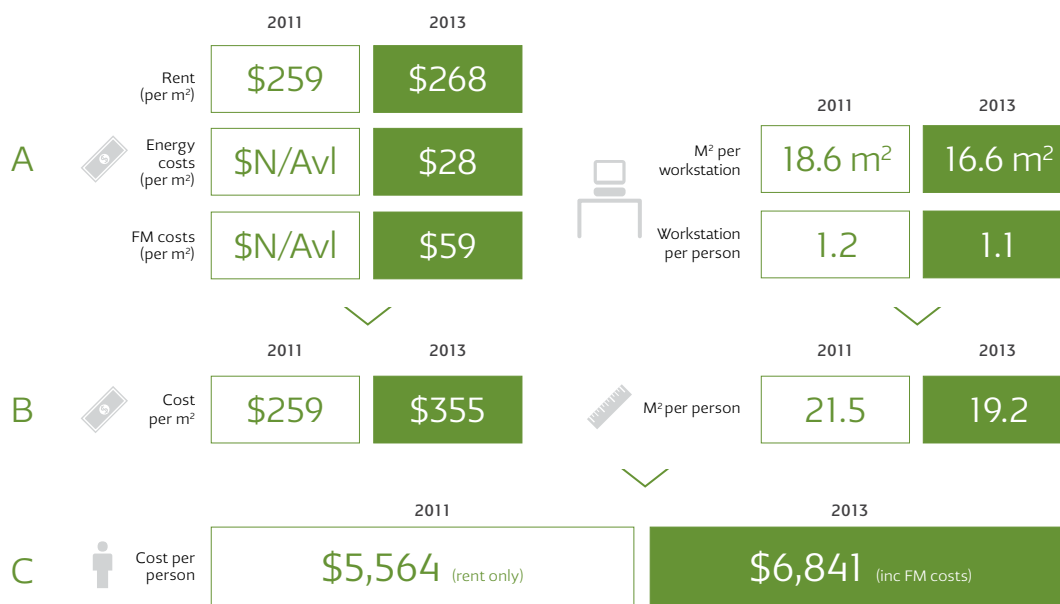 2011 2013
Rent
(per m²)
$259 $268
A
Energy
costs
(per m²)
$N/Avl $28
FM costs
(per m²)
$N/Avl $59
2011 2013
M² per
workstation
18.6 m² 16.6 m²
Workstation
per person
1.2 1.1
2011 2013
B
Cost
per m²
$259 $355
2011 2013
M² per person
21.5 19.2
2011 2013
C
Cost per
person
$5,564 (rent only)
$6,841 (inc FM costs)